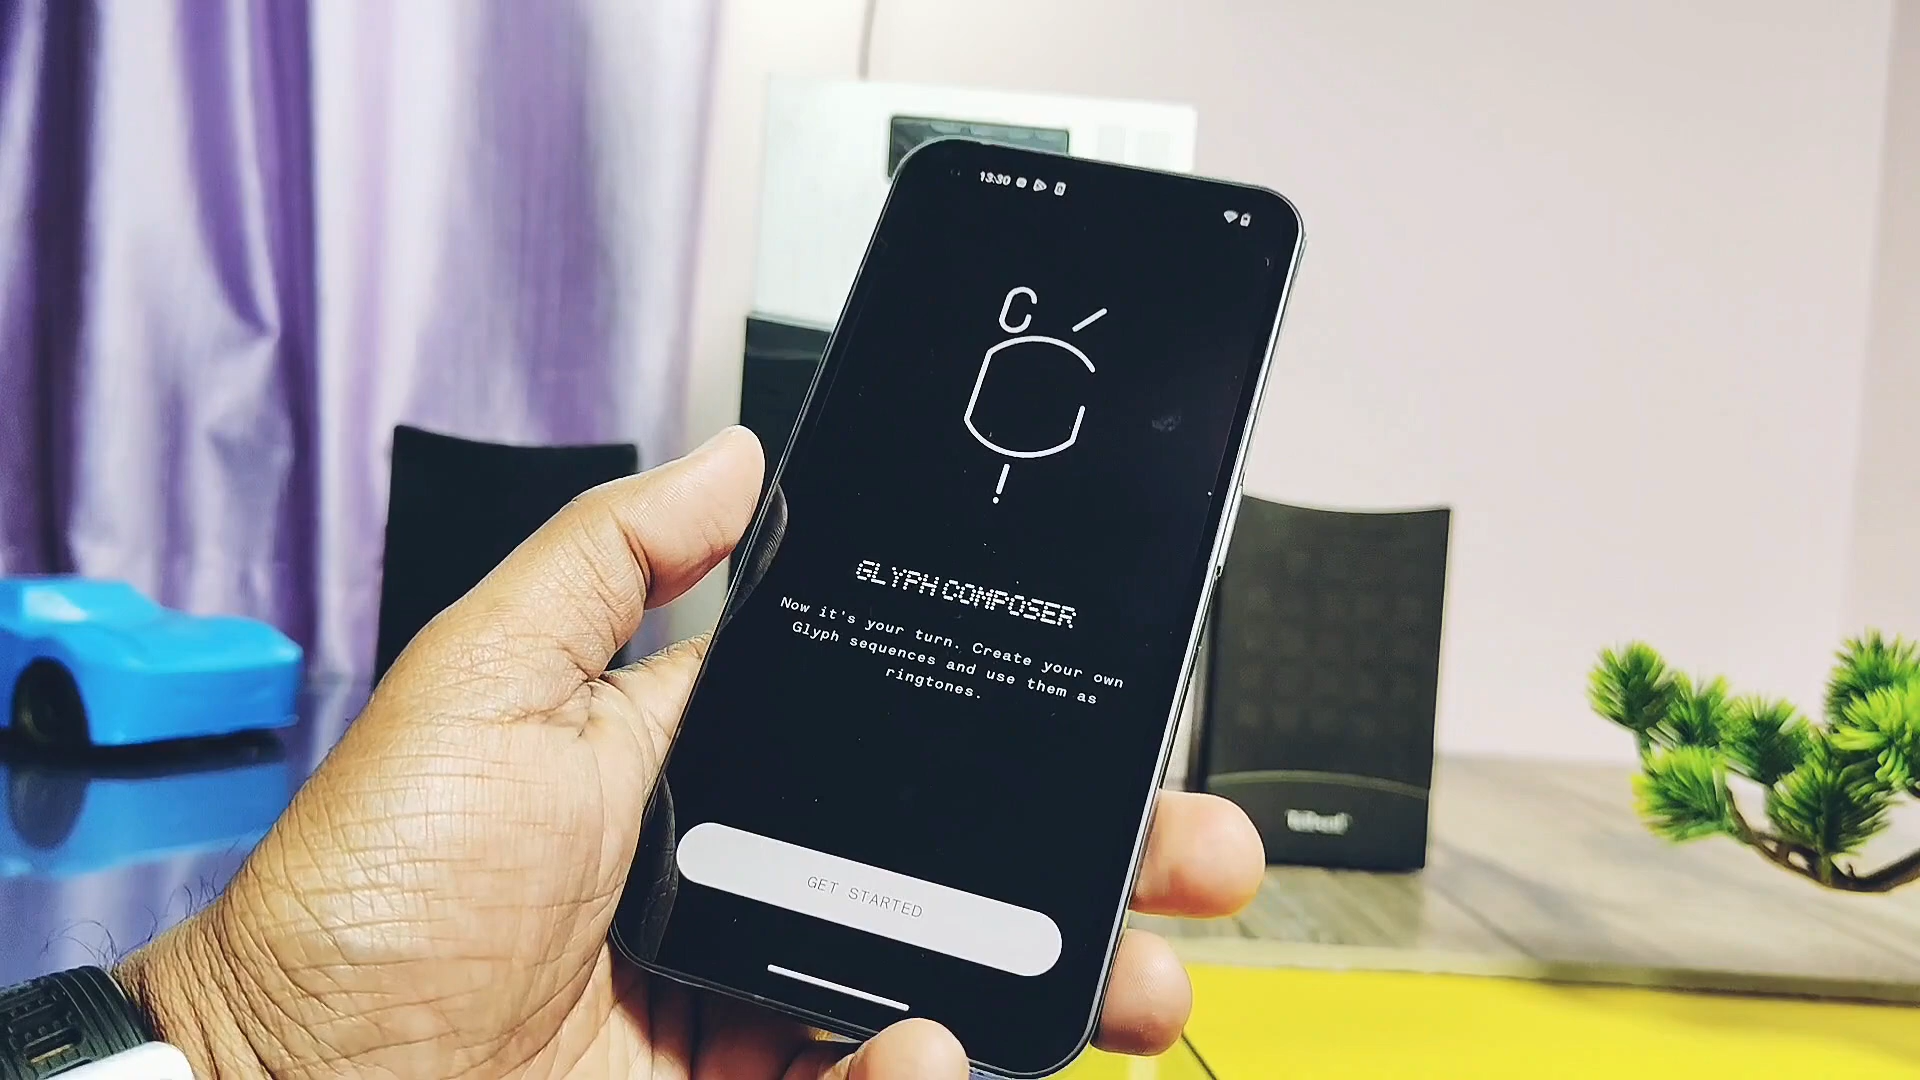 13:30
GLYPH COMPOSER
Now it's your turn. Create your own
Glyph sequences and use them as
ringtones.
GET STARTED